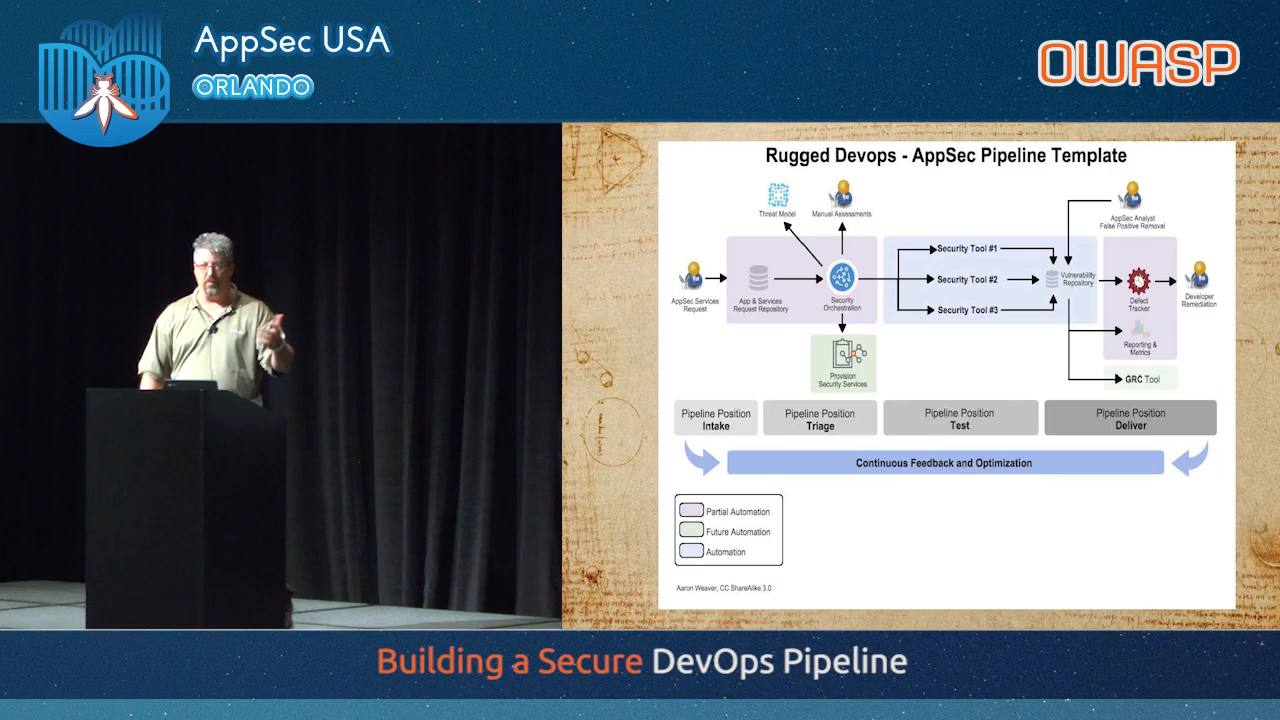 AppSec USA
ORLANDO
OWASP
Rugged Devops - AppSec Pipeline Template
Threat Model
Manual Assessments
AppSec Analyst
False Positive Removal
AppSec Services
Request
App & Services
Request Repository
Security
Orchestration
Security Tool #1
Security Tool #2
Security Tool #3
Vulnerability
Repository
Defect
Tracker
Developer
Remediation
Reporting &
Metrics
Provision
Security Services
GRC Tool
Pipeline Position
Intake
Pipeline Position
Triage
Pipeline Position
Test
Pipeline Position
Deliver
Continuous Feedback and Optimization
Partial Automation
Future Automation
Automation
Aaron Weaver, CC ShareAlike 3.0
Building a Secure DevOps Pipeline